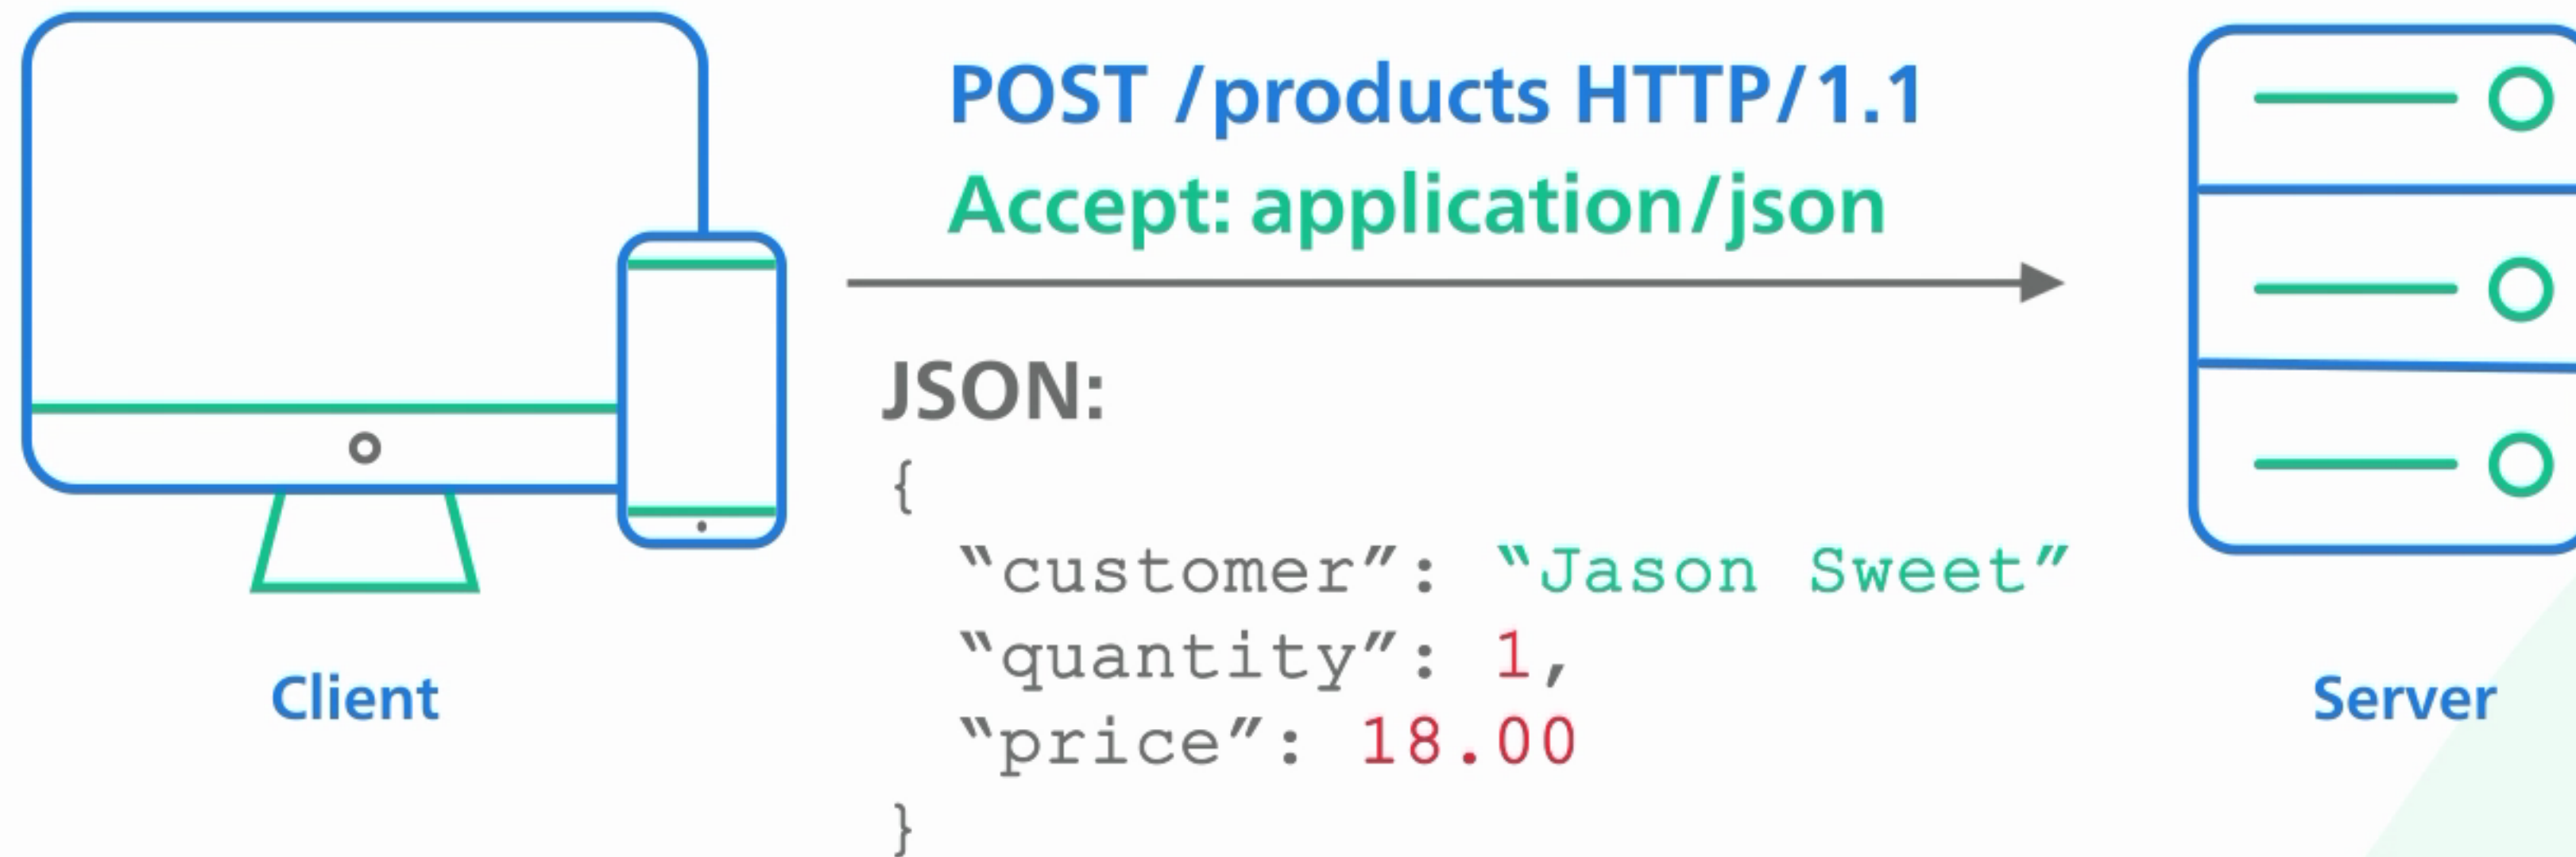 POST /products HTTP/1.1
Accept: application/json
JSON:
{
“customer”: “Jason Sweet”
“quantity”: 1,
“price”: 18.00
}
Client
Server